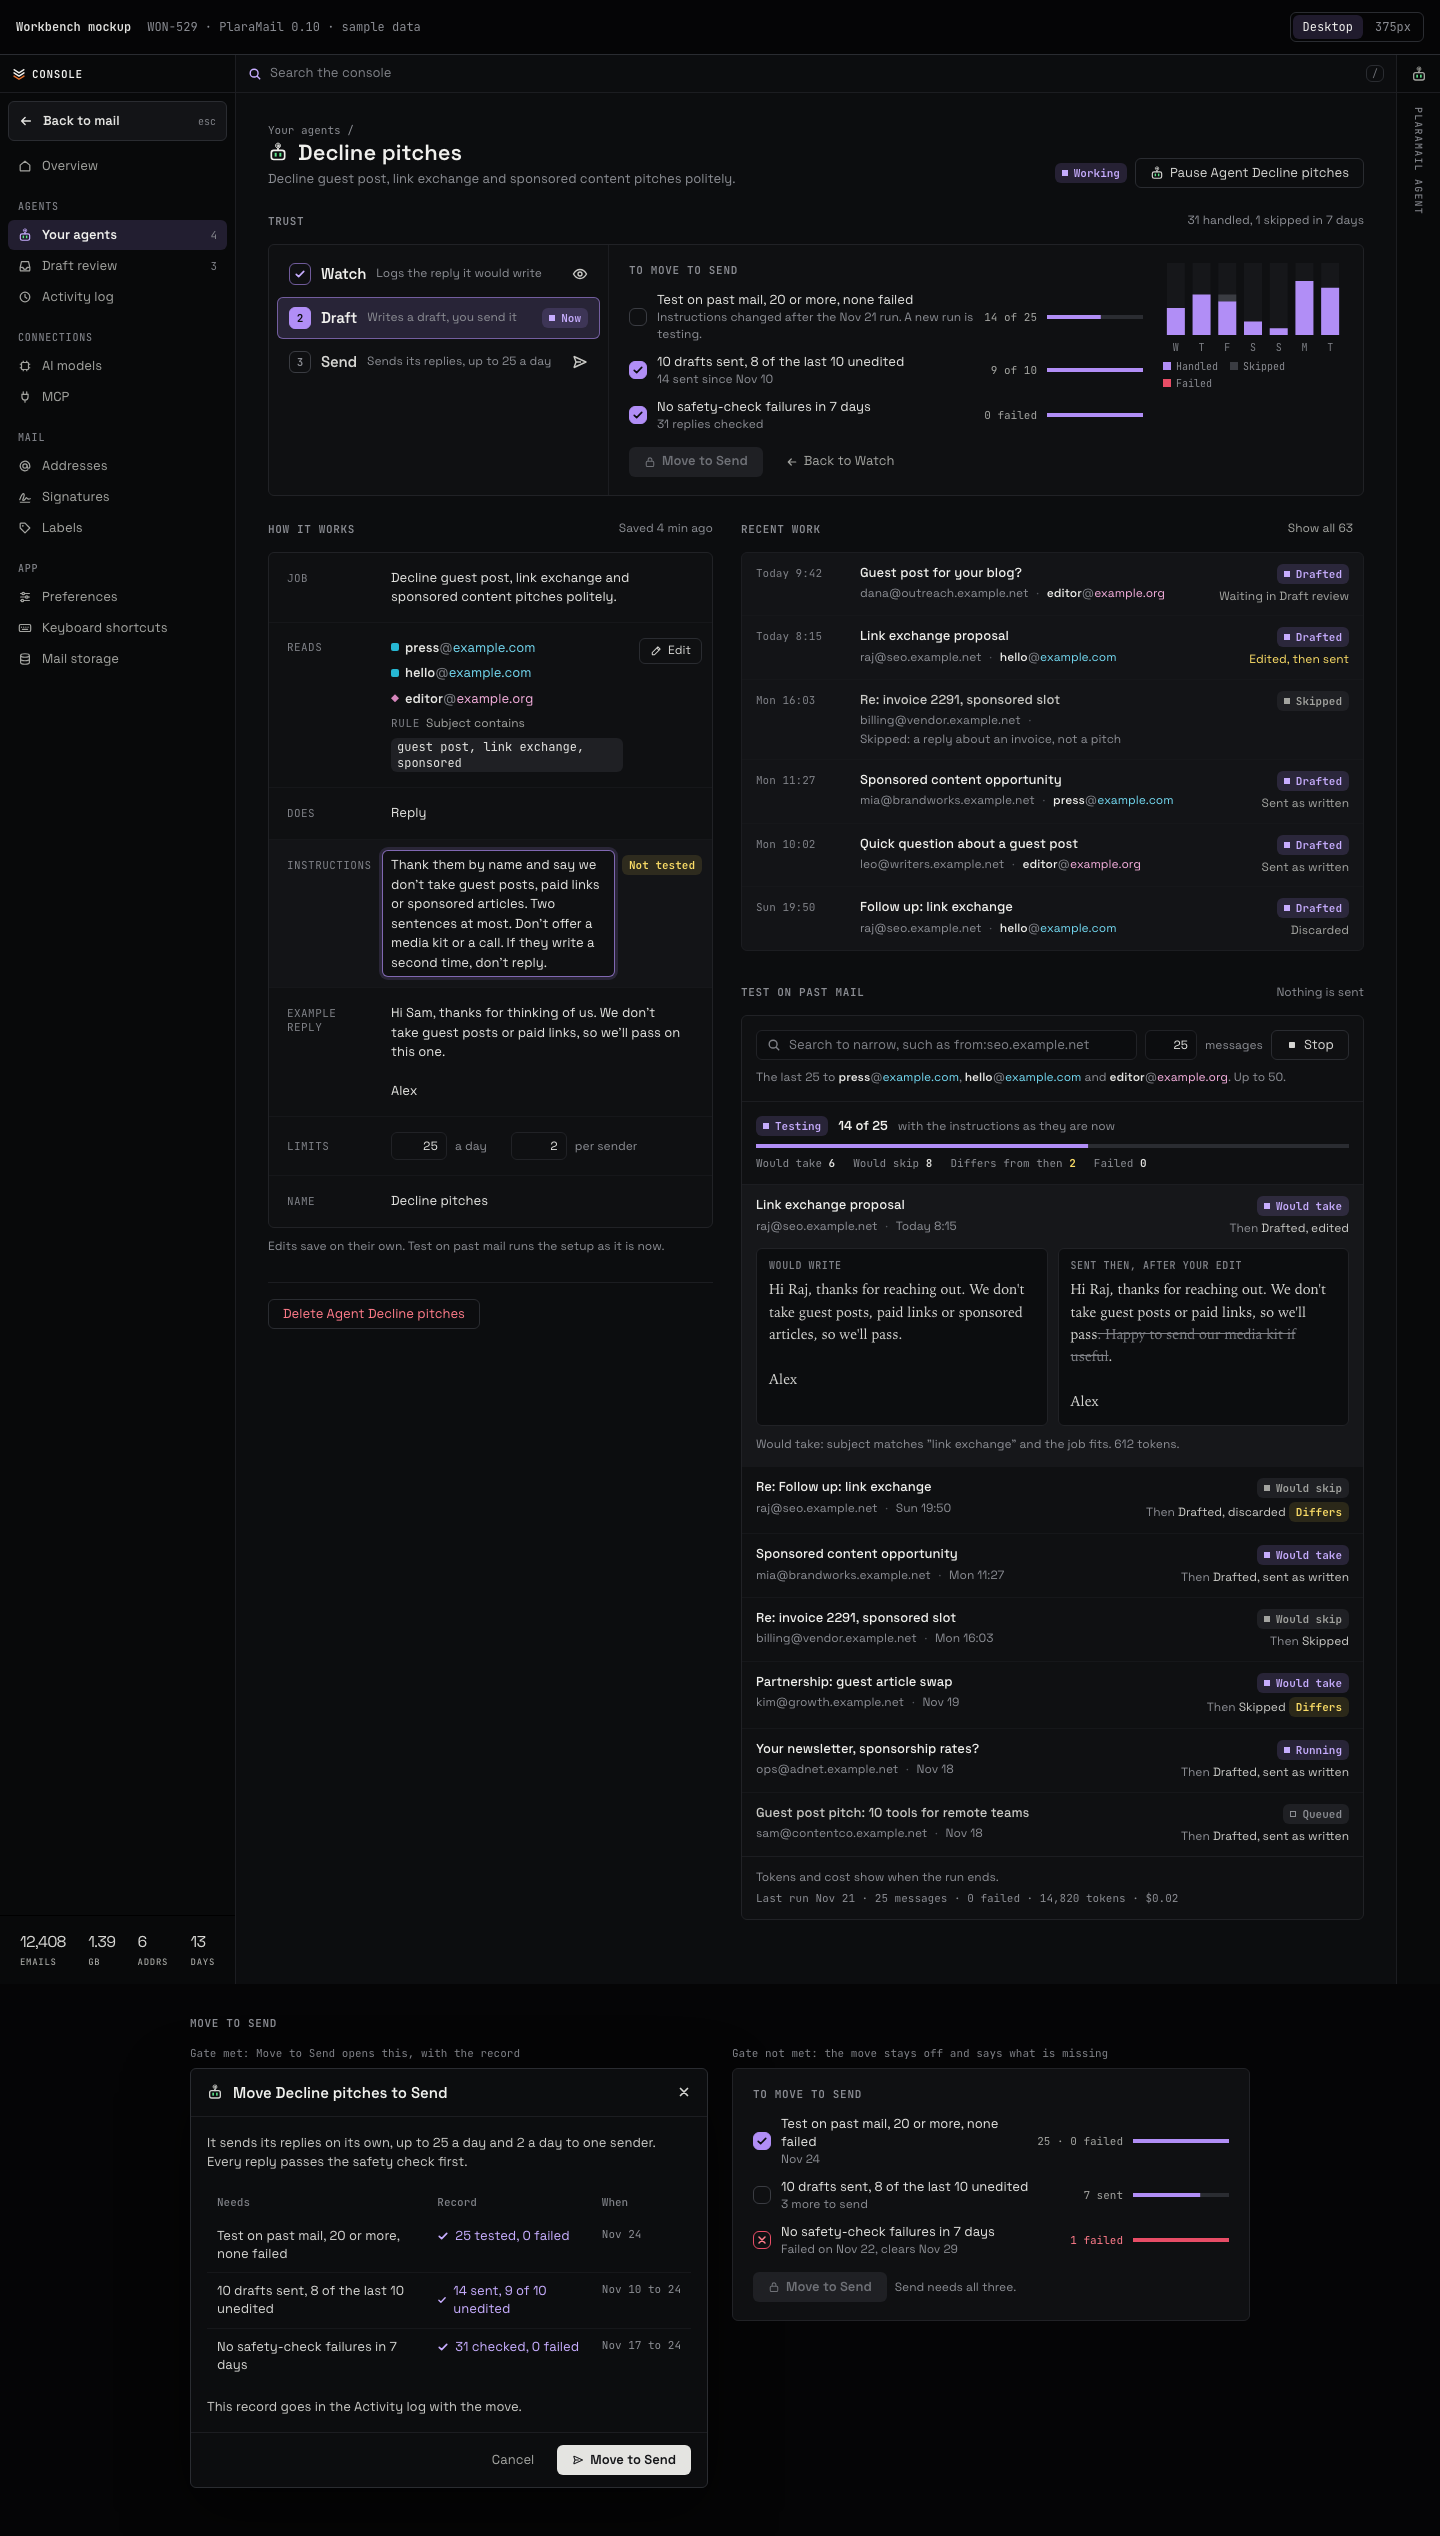 Workbench mockup WON-529 · PlaraMail 0.10 · sample data
Desktop 375px
CONSOLE
Search the console /
Back to mail esc
Overview
AGENTS
Your agents 4
Draft review 3
Activity log
CONNECTIONS
AI models
MCP
MAIL
Addresses
Signatures
Labels
APP
Preferences
Keyboard shortcuts
Mail storage
12,408 1.39 6 13
EMAILS GB ADDRS DAYS
PLARAMAIL AGENT
Your agents /
Decline pitches
Decline guest post, link exchange and sponsored content pitches politely.
Working
Pause Agent Decline pitches
TRUST
31 handled, 1 skipped in 7 days
Watch Logs the reply it would write
2 Draft Writes a draft, you send it Now
3 Send Sends its replies, up to 25 a day
TO MOVE TO SEND
Test on past mail, 20 or more, none failed
Instructions changed after the Nov 21 run. A new run is
testing.
14 of 25
10 drafts sent, 8 of the last 10 unedited
14 sent since Nov 10
9 of 10
No safety-check failures in 7 days
31 replies checked
0 failed
Move to Send
Back to Watch
W T F S S M T
Handled Skipped
Failed
HOW IT WORKS Saved 4 min ago
JOB
Decline guest post, link exchange and
sponsored content pitches politely.
READS
press@example.com
hello@example.com
editor@example.org
Edit
RULE Subject contains
guest post, link exchange,
sponsored
DOES Reply
INSTRUCTIONS
Thank them by name and say we
don't take guest posts, paid links
or sponsored articles. Two
sentences at most. Don't offer a
media kit or a call. If they write a
second time, don't reply.
Not tested
EXAMPLE
REPLY
Hi Sam, thanks for thinking of us. We don't
take guest posts or paid links, so we'll pass on
this one.
Alex
LIMITS 25 a day 2 per sender
NAME Decline pitches
Edits save on their own. Test on past mail runs the setup as it is now.
Delete Agent Decline pitches
RECENT WORK Show all 63
Today 9:42 Guest post for your blog? Drafted
dana@outreach.example.net · editor@example.org Waiting in Draft review
Today 8:15 Link exchange proposal Drafted
raj@seo.example.net · hello@example.com Edited, then sent
Mon 16:03 Re: invoice 2291, sponsored slot Skipped
billing@vendor.example.net ·
Skipped: a reply about an invoice, not a pitch
Mon 11:27 Sponsored content opportunity Drafted
mia@brandworks.example.net · press@example.com Sent as written
Mon 10:02 Quick question about a guest post Drafted
leo@writers.example.net · editor@example.org Sent as written
Sun 19:50 Follow up: link exchange Drafted
raj@seo.example.net · hello@example.com Discarded
TEST ON PAST MAIL Nothing is sent
Search to narrow, such as from:seo.example.net 25 messages Stop
The last 25 to press@example.com, hello@example.com and editor@example.org. Up to 50.
Testing 14 of 25 with the instructions as they are now
Would take 6 Would skip 8 Differs from then 2 Failed 0
Link exchange proposal Would take
raj@seo.example.net · Today 8:15 Then Drafted, edited
WOULD WRITE
Hi Raj, thanks for reaching out. We don't
take guest posts, paid links or sponsored
articles, so we'll pass.
Alex
SENT THEN, AFTER YOUR EDIT
Hi Raj, thanks for reaching out. We don't
take guest posts or paid links, so we'll
pass. Happy to send our media kit if
useful.
Alex
Would take: subject matches "link exchange" and the job fits. 612 tokens.
Re: Follow up: link exchange Would skip
raj@seo.example.net · Sun 19:50 Then Drafted, discarded Differs
Sponsored content opportunity Would take
mia@brandworks.example.net · Mon 11:27 Then Drafted, sent as written
Re: invoice 2291, sponsored slot Would skip
billing@vendor.example.net · Mon 16:03 Then Skipped
Partnership: guest article swap Would take
kim@growth.example.net · Nov 19 Then Skipped Differs
Your newsletter, sponsorship rates? Running
ops@adnet.example.net · Nov 18 Then Drafted, sent as written
Guest post pitch: 10 tools for remote teams Queued
sam@contentco.example.net · Nov 18 Then Drafted, sent as written
Tokens and cost show when the run ends.
Last run Nov 21 · 25 messages · 0 failed · 14,820 tokens · $0.02
MOVE TO SEND
Gate met: Move to Send opens this, with the record
Move Decline pitches to Send
It sends its replies on its own, up to 25 a day and 2 a day to one sender.
Every reply passes the safety check first.
Needs Record When
Test on past mail, 20 or more,
none failed
25 tested, 0 failed
Nov 24
10 drafts sent, 8 of the last 10
unedited
14 sent, 9 of 10
unedited
Nov 10 to 24
No safety-check failures in 7
days
31 checked, 0 failed
Nov 17 to 24
This record goes in the Activity log with the move.
Cancel Move to Send
Gate not met: the move stays off and says what is missing
TO MOVE TO SEND
Test on past mail, 20 or more, none
failed
Nov 24
25 · 0 failed
10 drafts sent, 8 of the last 10 unedited
3 more to send
7 sent
No safety-check failures in 7 days
Failed on Nov 22, clears Nov 29
1 failed
Move to Send Send needs all three.